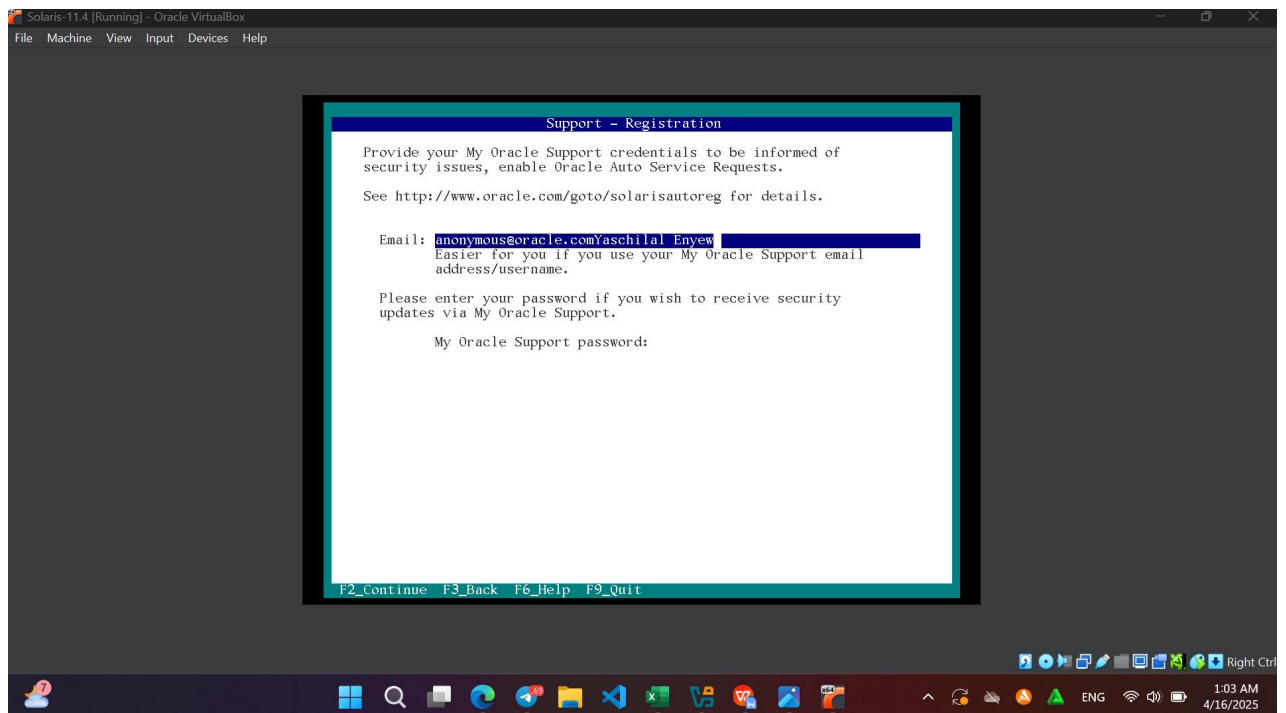 Solaris-11.4 [Running] - Oracle VirtualBox
File Machine View Input Devices Help
Support - Registration
Provide your My Oracle Support credentials to be informed of
security issues, enable Oracle Auto Service Requests.
See http://www.oracle.com/goto/solarisautoreg for details.
Email: anonymous@oracle.comYaschilal Enyew
Easier for you if you use your My Oracle Support email
address/username.
Please enter your password if you wish to receive security
updates via My Oracle Support.
My Oracle Support password:
F2_Continue F3_Back F6_Help F9_Quit
Right Ctrl
7
69
x64
ENG
1:03 AM
4/16/2025